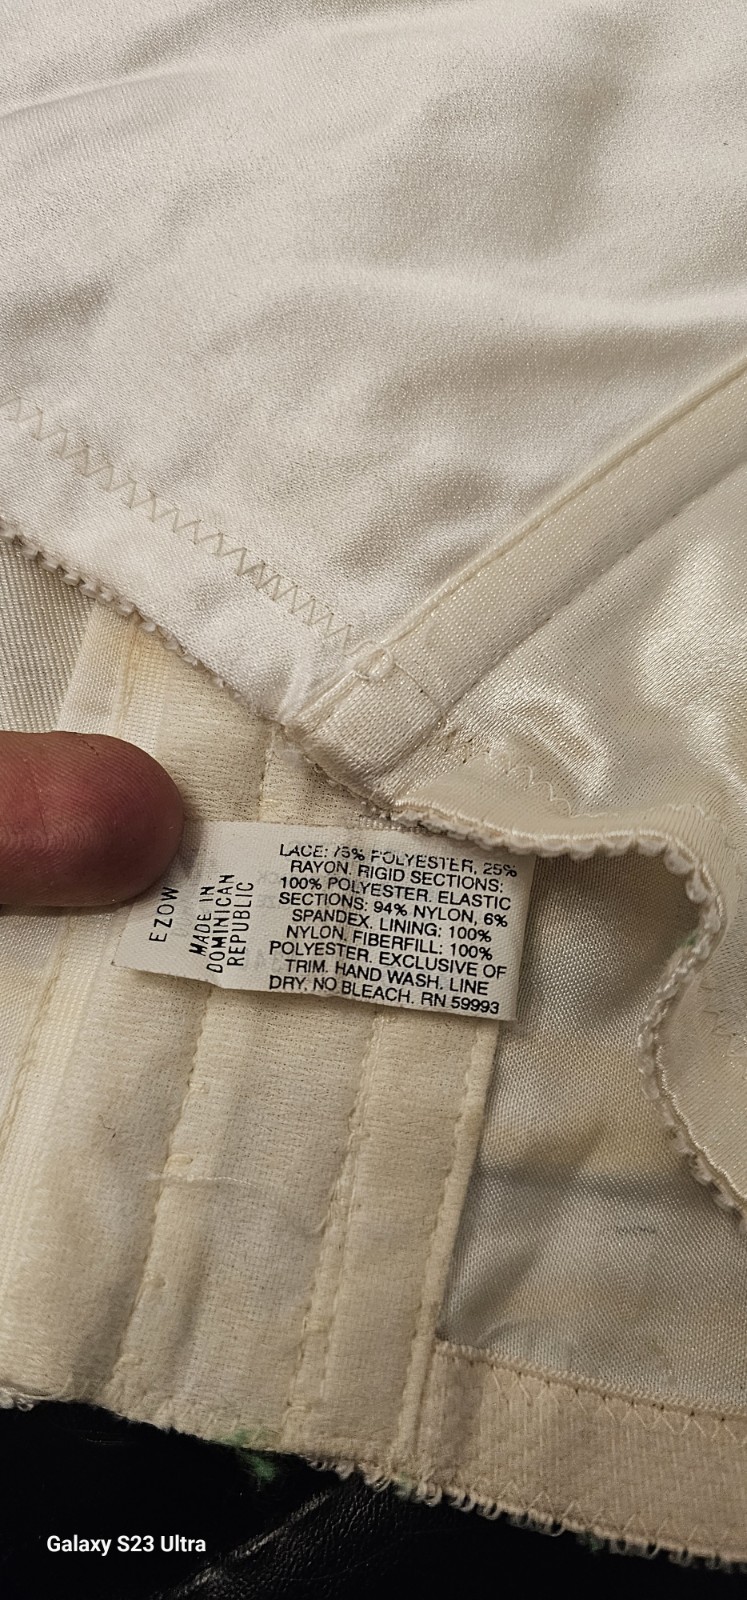 LACE: 75% POLYESTER, 25%
RAYON. RIGID SECTIONS:
100% POLYESTER. ELASTIC
SECTIONS: 94% NYLON, 6%
SPANDEX. LINING: 100%
NYLON. FIBERFILL: 100%
POLYESTER. EXCLUSIVE OF
TRIM. HAND WASH. LINE
DRY. NO BLEACH. RN 59993
EZOW
MADE IN
DOMINICAN
REPUBLIC
Galaxy S23 Ultra